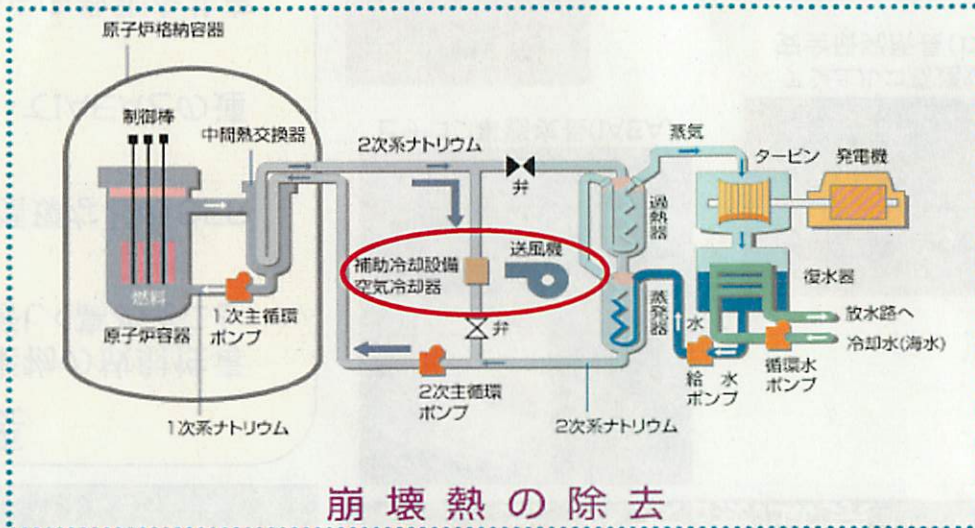 原子炉格納容器
制御棒
中間熱交換器
2次系ナトリウム
弁
蒸気
タービン
発電機
過熱器
補助冷却設備
空気冷却器
送風機
復水器
燃料
原子炉容器
1次主循環
ポンプ
弁
蒸発器
水
放水路へ
冷却水(海水)
給水
ポンプ
循環水
ポンプ
2次主循環
ポンプ
1次系ナトリウム
2次系ナトリウム
崩壊熱の除去